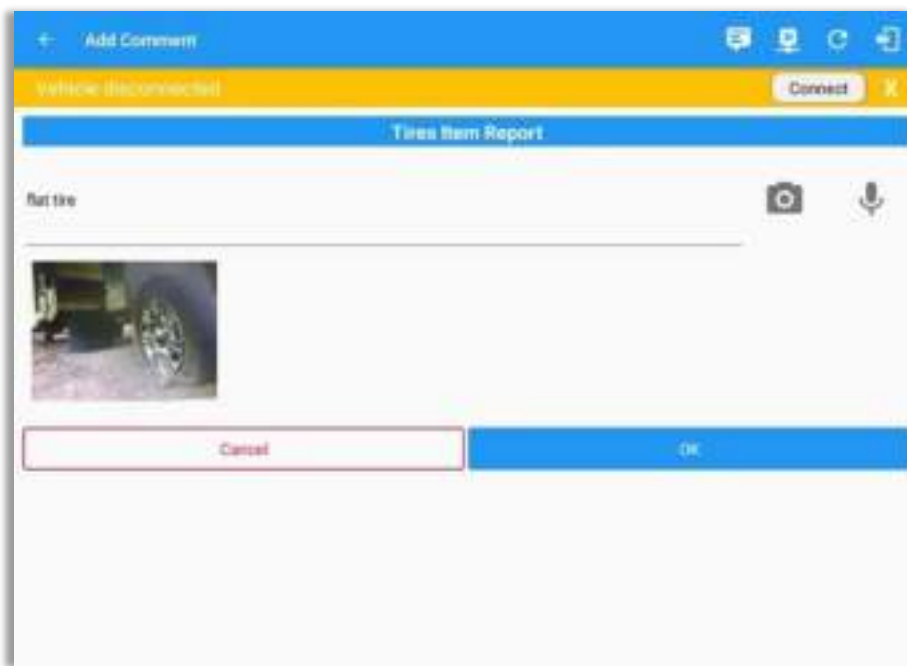 Add Comment
Vehicle disconnected
Connect
X
Tires Item Report
flat tire
Cancel
OK